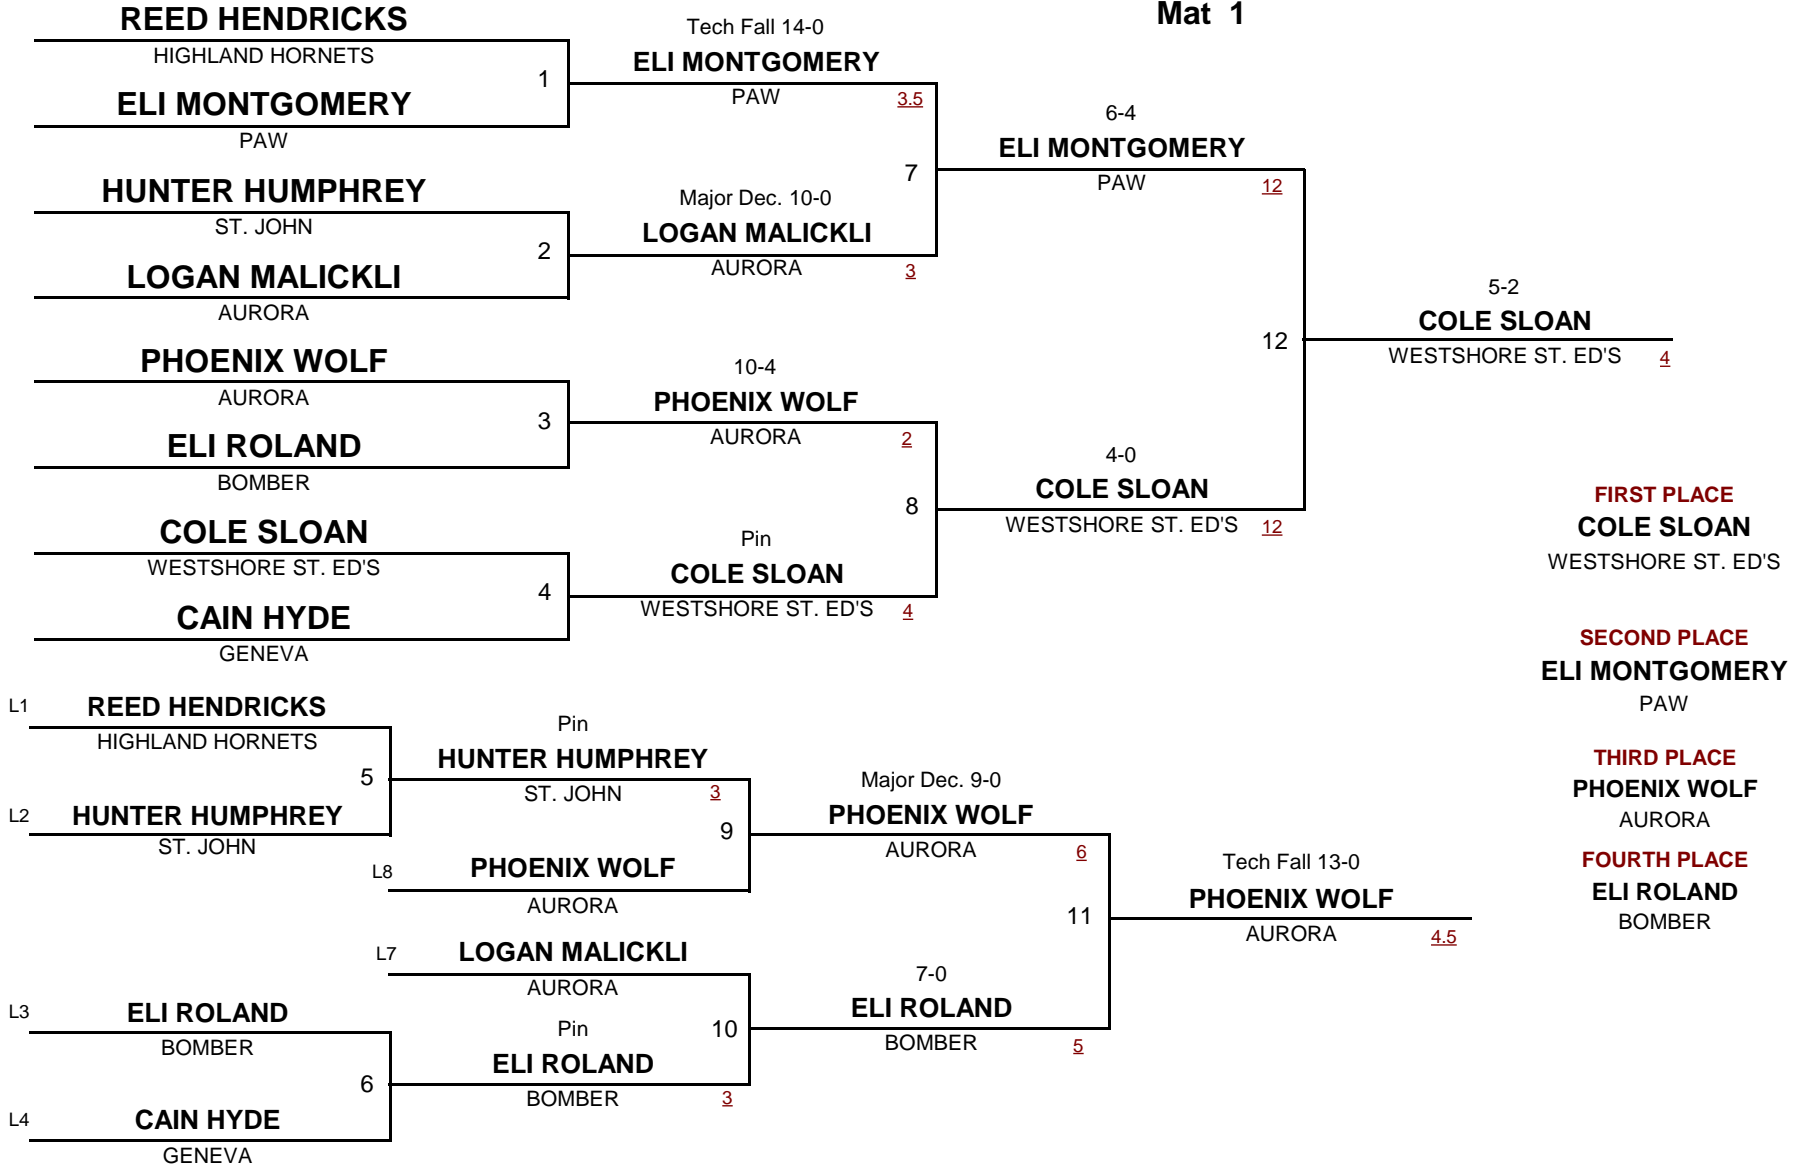 Mat 1
REED HENDRICKS
HIGHLAND HORNETS
1
ELI MONTGOMERY
PAW
HUNTER HUMPHREY
ST. JOHN
2
LOGAN MALICKLI
AURORA
PHOENIX WOLF
AURORA
3
ELI ROLAND
BOMBER
COLE SLOAN
WESTSHORE ST. ED'S
4
CAIN HYDE
GENEVA
Tech Fall 14-0
ELI MONTGOMERY
PAW 3.5
7
Major Dec. 10-0
LOGAN MALICKLI
AURORA 3
10-4
PHOENIX WOLF
AURORA 2
8
Pin
COLE SLOAN
WESTSHORE ST. ED'S 4
6-4
ELI MONTGOMERY
PAW 12
12
4-0
COLE SLOAN
WESTSHORE ST. ED'S 12
5-2
COLE SLOAN
WESTSHORE ST. ED'S 4
L1 REED HENDRICKS
HIGHLAND HORNETS
5
L2 HUNTER HUMPHREY
ST. JOHN
Pin
HUNTER HUMPHREY
ST. JOHN 3
9
L8 PHOENIX WOLF
AURORA
L7 LOGAN MALICKLI
AURORA
10
L3 ELI ROLAND
BOMBER
6
L4 CAIN HYDE
GENEVA
Pin
ELI ROLAND
BOMBER 3
Major Dec. 9-0
PHOENIX WOLF
AURORA 6
11
7-0
ELI ROLAND
BOMBER 5
Tech Fall 13-0
PHOENIX WOLF
AURORA 4.5
FIRST PLACE
COLE SLOAN
WESTSHORE ST. ED'S
SECOND PLACE
ELI MONTGOMERY
PAW
THIRD PLACE
PHOENIX WOLF
AURORA
FOURTH PLACE
ELI ROLAND
BOMBER